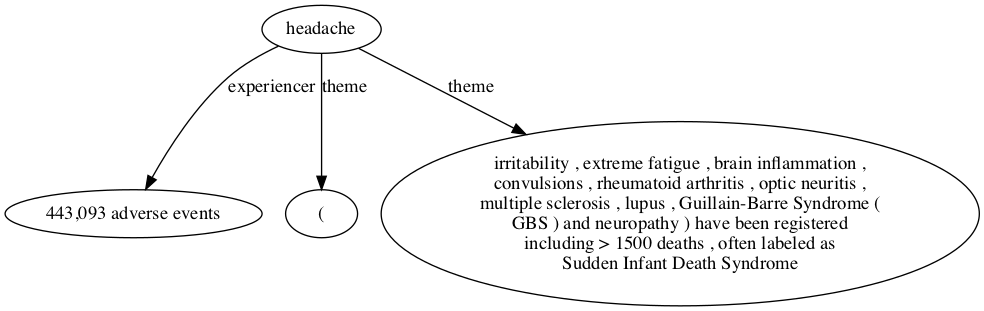 headache
experiencer
theme
theme
443,093 adverse events
(
irritability , extreme fatigue , brain inflammation ,
convulsions , rheumatoid arthritis , optic neuritis ,
multiple sclerosis , lupus , Guillain-Barre Syndrome (
GBS ) and neuropathy ) have been registered
including > 1500 deaths , often labeled as
Sudden Infant Death Syndrome